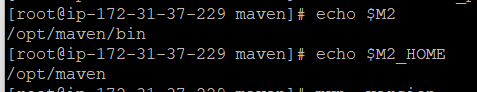 [root@ip-172-31-37-229 maven]# echo $M2
/opt/maven/bin
[root@ip-172-31-37-229 maven]# echo $M2_HOME
/opt/maven